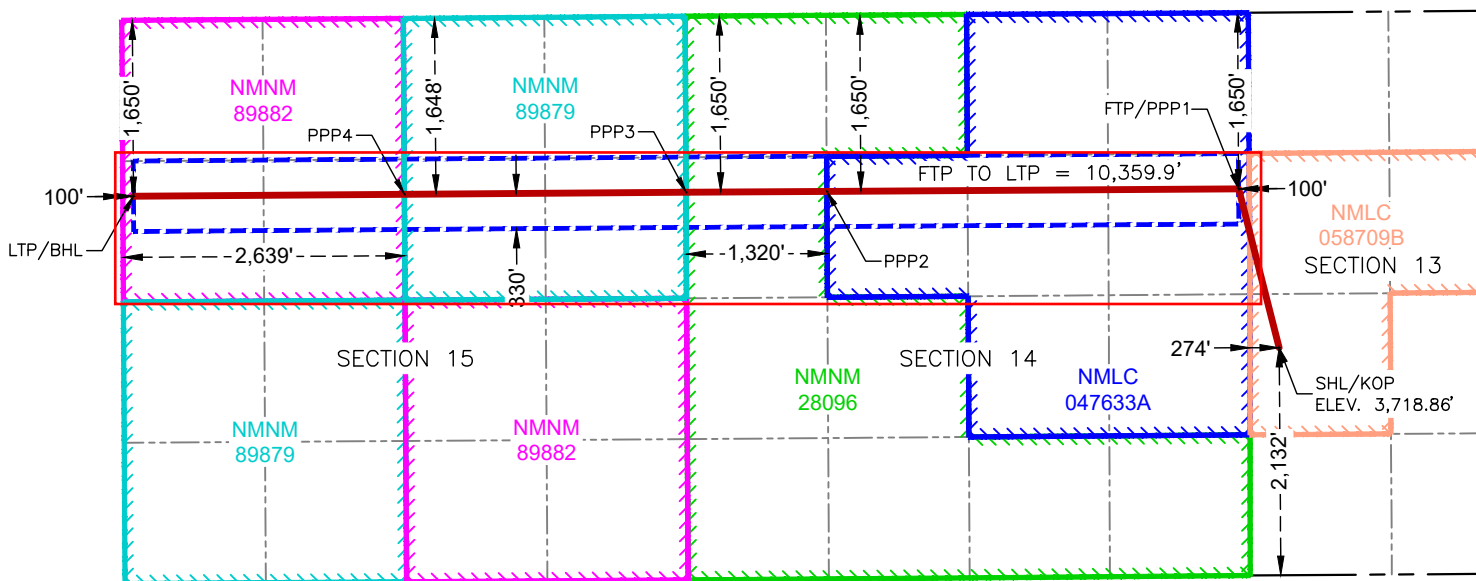 1,650'
NMNM
89882
1,648'
NMNM
89879
1,650'
1,650'
1,650'
FTP/PPP1
PPP4
PPP3
FTP TO LTP = 10,359.9'
100'
100'
NMLC
058709B
SECTION 13
LTP/BHL
2,639'
330'
1,320'
PPP2
SECTION 15
SECTION 14
274'
NMNM
28096
NMLC
047633A
SHL/KOP
ELEV. 3,718.86'
NMNM
89879
NMNM
89882
2,132'